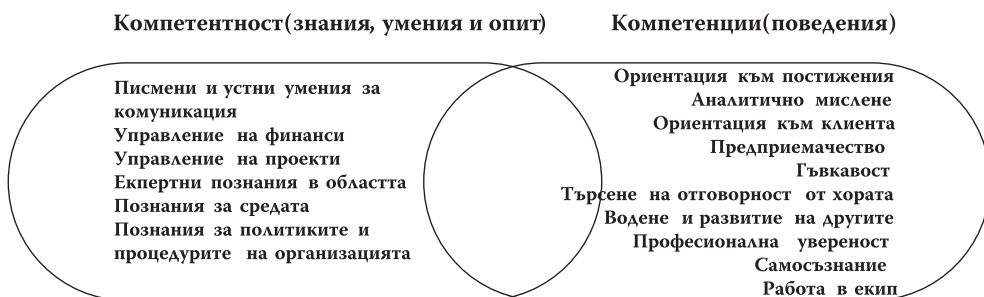 Компетентност(знания, умения и опит)
Компетенции(поведения)
Писмени и устни умения за
комуникация
Управление на финанси
Управление на проекти
Екпертни познания в областта
Познания за средата
Познания за политиките и
процедурите на организацията
Ориентация към постижения
Аналитично мислене
Ориентация към клиента
Предприемачество
Гъвкавост
Търсене на отговорност от хората
Водене и развитие на другите
Професионална увереност
Самосъзнание
Работа в екип